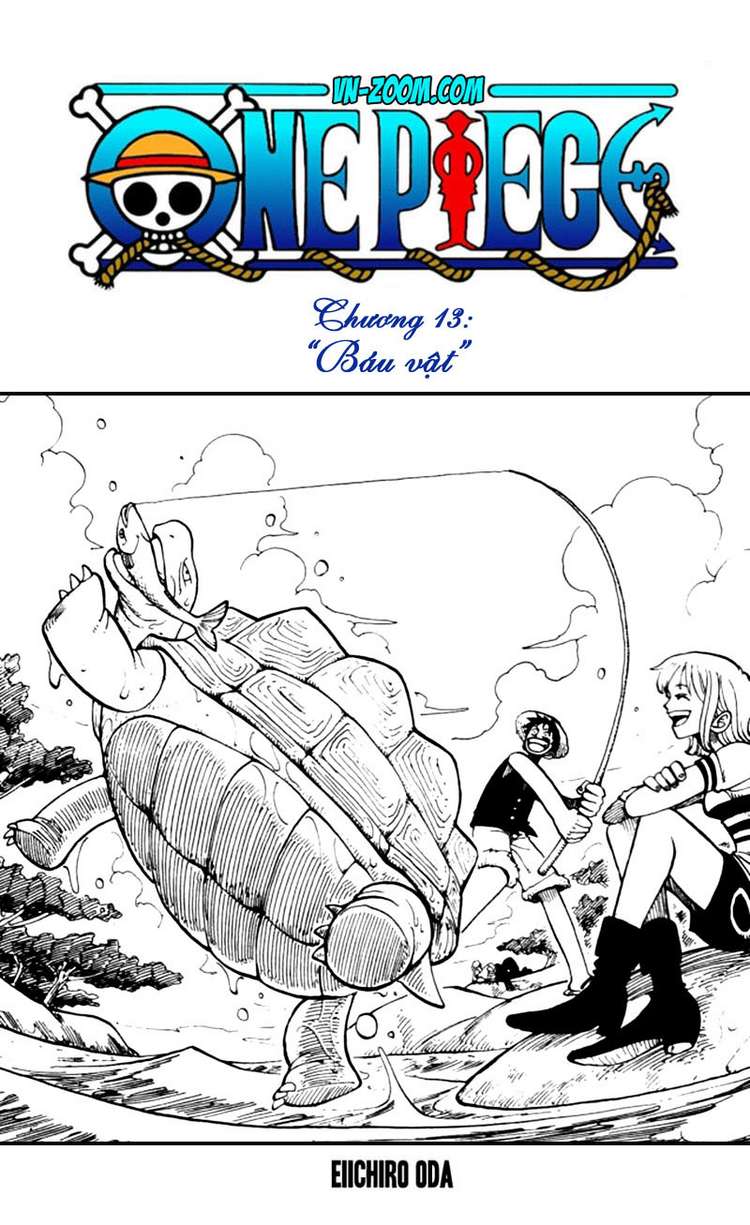 VN-ZOOM.COM
ONE PIECE
Chương 13:
“Báu vật”
EIICHIRO ODA